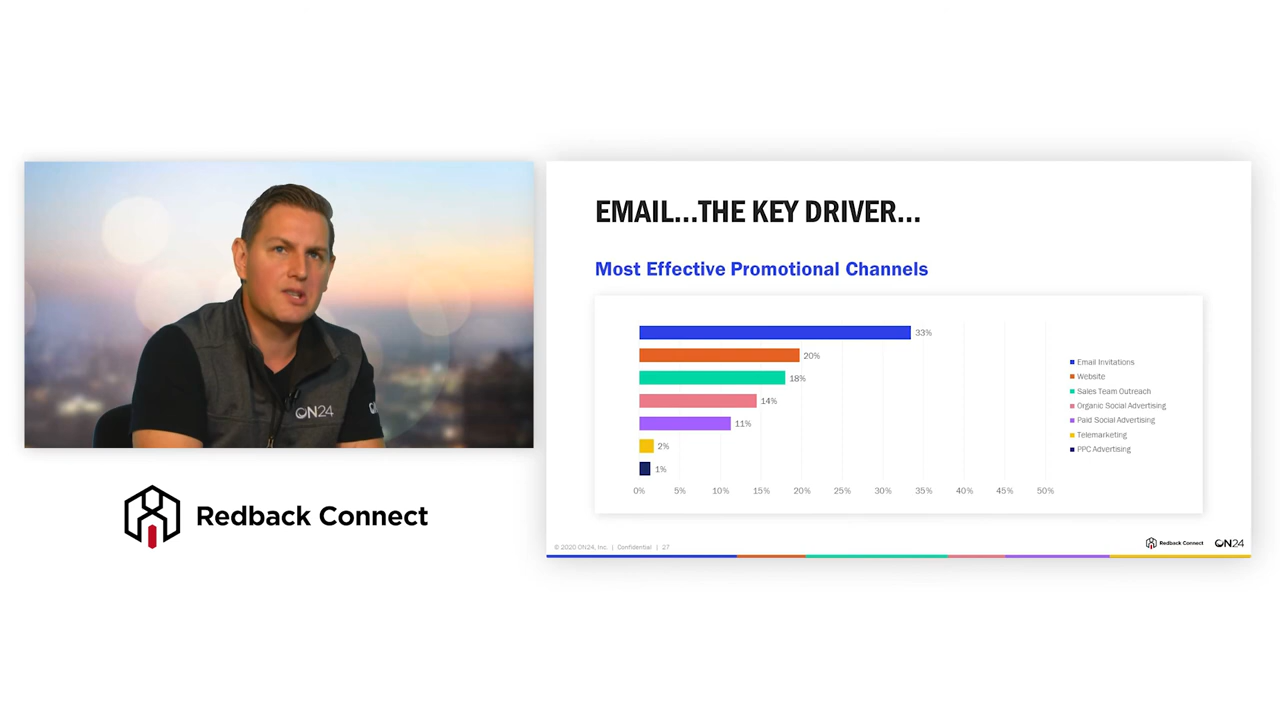 EMAIL...THE KEY DRIVER...
Most Effective Promotional Channels
33%
20%
18%
14%
11%
2%
1%
0% 5% 10% 15% 20% 25% 30% 35% 40% 45% 50%
Email Invitations
Website
Sales Team Outreach
Organic Social Advertising
Paid Social Advertising
Telemarketing
PPC Advertising
© 2020 ON24, Inc. | Confidential | 27
Redback Connect ON24
ON24
Redback Connect